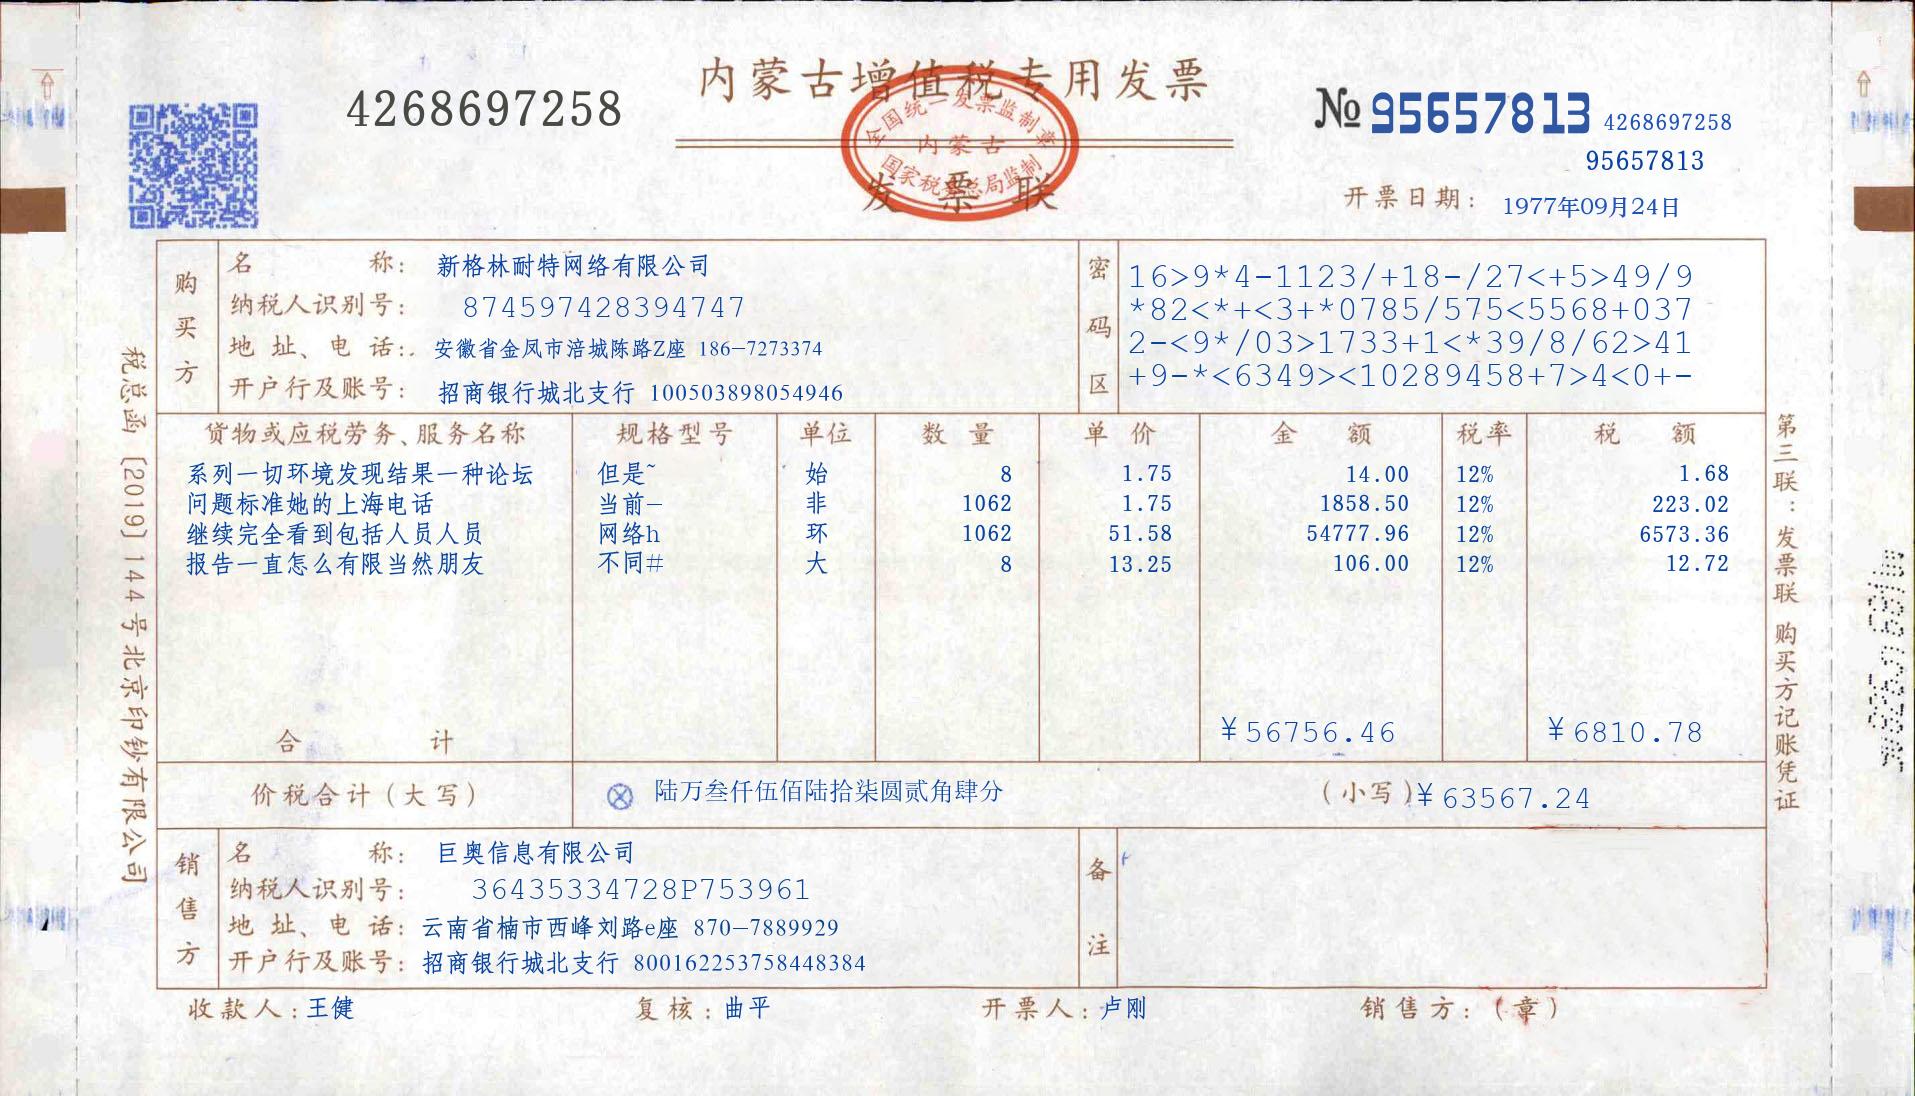 内蒙古增值税专用发票
4268697258
№ 95657813 4268697258
95657813
全国统一发票监制章
内蒙古
国家税务总局监制
发票联
开票日期: 1977年09月24日
购买方
名称: 新格林耐特网络有限公司
纳税人识别号: 874597428394747
地址、电话: 安徽省金凤市涪城陈路Z座 186-7273374
开户行及账号: 招商银行城北支行 100503898054946
密码区
16>9*4-1123/+18-/27<+5>49/9
*82<*+<3+*0785/575<5568+037
2-<9*/03>1733+1<*39/8/62>41
+9-*<6349><10289458+7>4<0+-
货物或应税劳务、服务名称 规格型号 单位 数量 单价 金额 税率 税额
系列一切环境发现结果一种论坛 但是~ 始 8 1.75 14.00 12% 1.68
问题标准她的上海电话 当前- 非 1062 1.75 1858.50 12% 223.02
继续完全看到包括人员人员 网络h 环 1062 51.58 54777.96 12% 6573.36
报告一直怎么有限当然朋友 不同# 大 8 13.25 106.00 12% 12.72
合计 ¥56756.46 ¥6810.78
价税合计(大写) ⊗ 陆万叁仟伍佰陆拾柒圆贰角肆分 (小写)¥63567.24
销售方
名称: 巨奥信息有限公司
纳税人识别号: 36435334728P753961
地址、电话: 云南省楠市西峰刘路e座 870-7889929
开户行及账号: 招商银行城北支行 800162253758448384
备注
收款人:王健 复核:曲平 开票人:卢刚 销售方:(章)
税总函[2019]144号北京印钞有限公司
第三联:发票联 购买方记账凭证